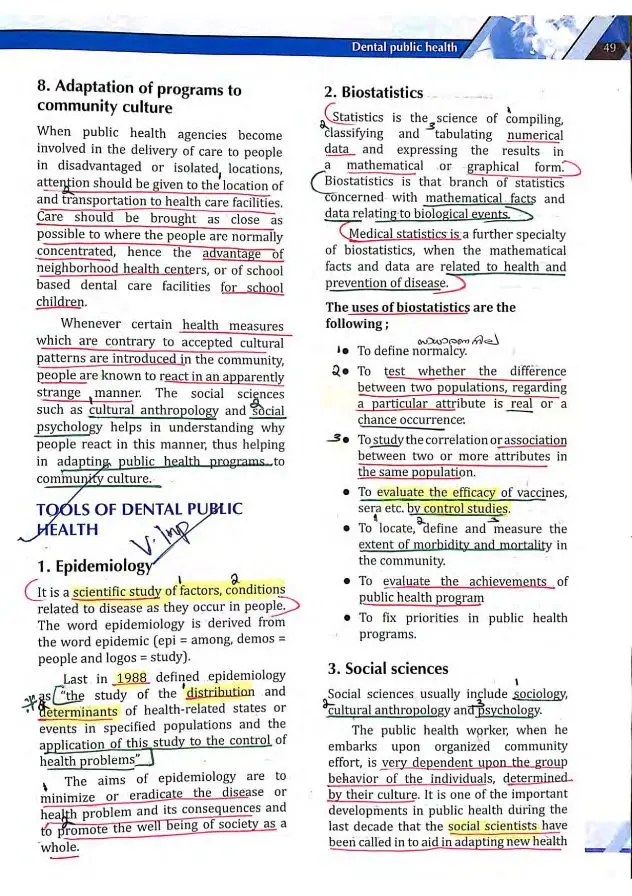 Dental public health
49
8. Adaptation of programs to
community culture
When public health agencies become
involved in the delivery of care to people
in disadvantaged or isolated locations,
attention should be given to the location of
and transportation to health care facilities.
Care should be brought as close as
possible to where the people are normally
concentrated, hence the advantage of
neighborhood health centers, or of school
based dental care facilities for school
children.
Whenever certain health measures
which are contrary to accepted cultural
patterns are introduced in the community,
people are known to react in an apparently
strange manner. The social sciences
such as cultural anthropology and social
psychology helps in understanding why
people react in this manner, thus helping
in adapting public health programs to
community culture.
TOOLS OF DENTAL PUBLIC
HEALTH
V. Imp
1. Epidemiology
It is a scientific study of factors, conditions
related to disease as they occur in people.
The word epidemiology is derived from
the word epidemic (epi = among, demos =
people and logos = study).
Last in 1988 defined epidemiology
as "the study of the distribution and
determinants of health-related states or
events in specified populations and the
application of this study to the control of
health problems"
The aims of epidemiology are to
minimize or eradicate the disease or
health problem and its consequences and
to promote the well being of society as a
whole.
2. Biostatistics
Statistics is the science of compiling,
classifying and tabulating numerical
data and expressing the results in
a mathematical or graphical form.
Biostatistics is that branch of statistics
concerned with mathematical facts and
data relating to biological events.
Medical statistics is a further specialty
of biostatistics, when the mathematical
facts and data are related to health and
prevention of disease.
The uses of biostatistics are the
following ;
1 • To define normalcy.
2 • To test whether the difference
between two populations, regarding
a particular attribute is real or a
chance occurrence.
3 • To study the correlation or association
between two or more attributes in
the same population.
• To evaluate the efficacy of vaccines,
sera etc. by control studies.
• To locate, define and measure the
extent of morbidity and mortality in
the community.
• To evaluate the achievements of
public health program
• To fix priorities in public health
programs.
3. Social sciences
Social sciences usually include sociology,
cultural anthropology and psychology.
The public health worker, when he
embarks upon organized community
effort, is very dependent upon the group
behavior of the individuals, determined
by their culture. It is one of the important
developments in public health during the
last decade that the social scientists have
been called in to aid in adapting new health